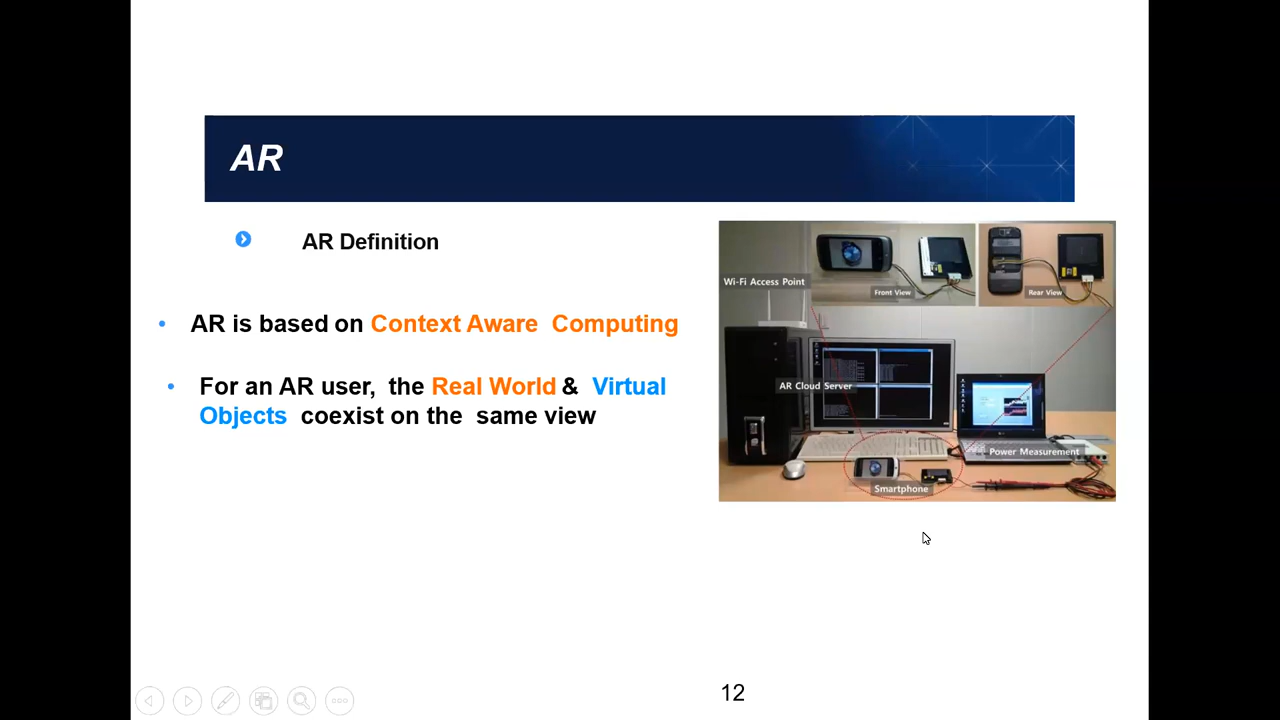 AR
AR Definition
AR is based on Context Aware Computing
For an AR user, the Real World & Virtual
Objects coexist on the same view
Wi-Fi Access Point
Front View
Rear View
AR Cloud Server
Power Measurement
Smartphone
12